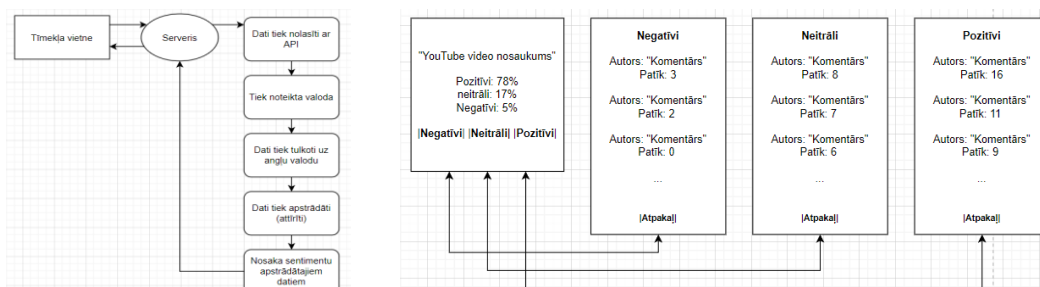 Tīmekļa vietne
Serveris
Dati tiek nolasīti ar
API
Tiek noteikta valoda
Dati tiek tulkoti uz
angļu valodu
Dati tiek apstrādāti
(attīrīti)
Nosaka sentimentu
apstrādātajiem
datiem
"YouTube video nosaukums"
Pozitīvi: 78%
neitrāli: 17%
Negatīvi: 5%
|Negatīvi| |Neitrāli| |Pozitīvi|
Negatīvi
Autors: "Komentārs"
Patīk: 3
Autors: "Komentārs"
Patīk: 2
Autors: "Komentārs"
Patīk: 0
...
|Atpakaļ|
Neitrāli
Autors: "Komentārs"
Patīk: 8
Autors: "Komentārs"
Patīk: 7
Autors: "Komentārs"
Patīk: 6
...
|Atpakaļ|
Pozitīvi
Autors: "Komentārs"
Patīk: 16
Autors: "Komentārs"
Patīk: 11
Autors: "Komentārs"
Patīk: 9
...
|Atpakaļ|